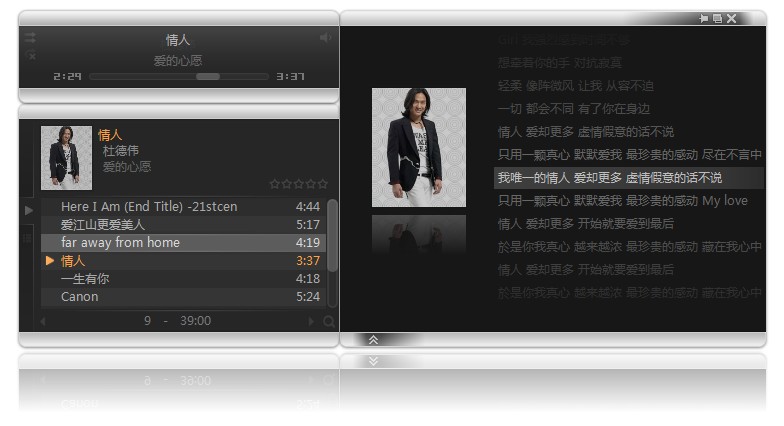 情人
爱的心愿
2:29 3:37
情人
杜德伟
爱的心愿
Here I Am (End Title) -21stcen 4:44
爱江山更爱美人 5:17
far away from home 4:19
情人 3:37
一生有你 4:18
Canon 5:24
9 - 39:00
想牵着你的手 对抗寂寞
轻柔 像阵微风 让我 从容不迫
一切 都会不同 有了你在身边
情人 爱却更多 虚情假意的话不说
只用一颗真心 默默爱我 最珍贵的感动 尽在不言中
我唯一的情人 爱却更多 虚情假意的话不说
只用一颗真心 默默爱我 最珍贵的感动 My love
情人 爱却更多 开始就要爱到最后
於是你我真心 越来越浓 最珍贵的感动 藏在我心中
情人 爱却更多 开始就要爱到最后
於是你我真心 越来越浓 最珍贵的感动 藏在我心中